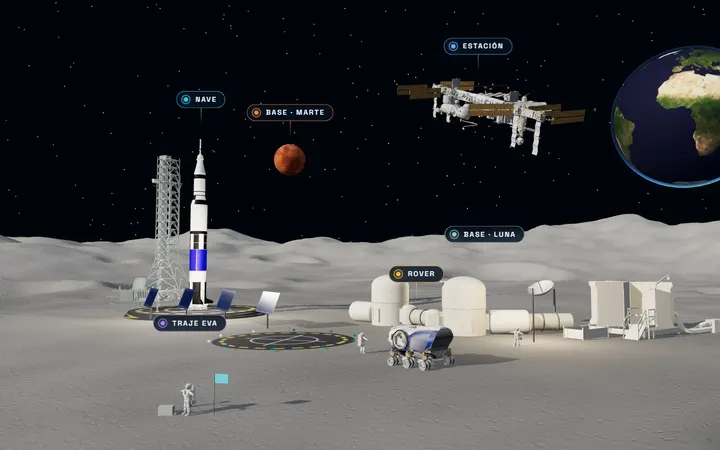 ESTACIÓN
NAVE
BASE - MARTE
BASE - LUNA
ROVER
TRAJE EVA